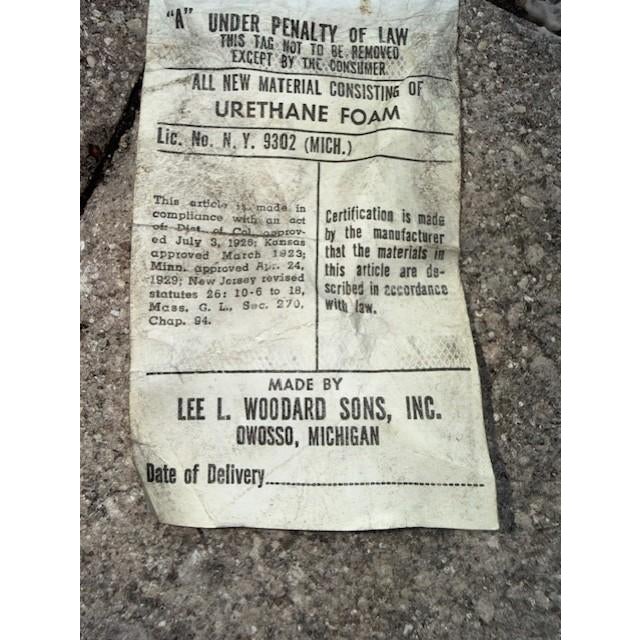 "A" UNDER PENALTY OF LAW
THIS TAG NOT TO BE REMOVED
EXCEPT BY THE CONSUMER
ALL NEW MATERIAL CONSISTING OF
URETHANE FOAM
Lic. No. N. Y. 9302 (MICH.)
This article is made in
compliance with an act
of Dist. of Col. approv-
ed July 3, 1926; Kansas
approved March 1923;
Minn. approved Apr. 24,
1929; New Jersey revised
statutes 26: 10-6 to 18,
Mass. G. L., Sec. 270,
Chap. 94.
Certification is made
by the manufacturer
that the materials in
this article are de-
scribed in accordance
with law.
MADE BY
LEE L. WOODARD SONS, INC.
OWOSSO, MICHIGAN
Date of Delivery